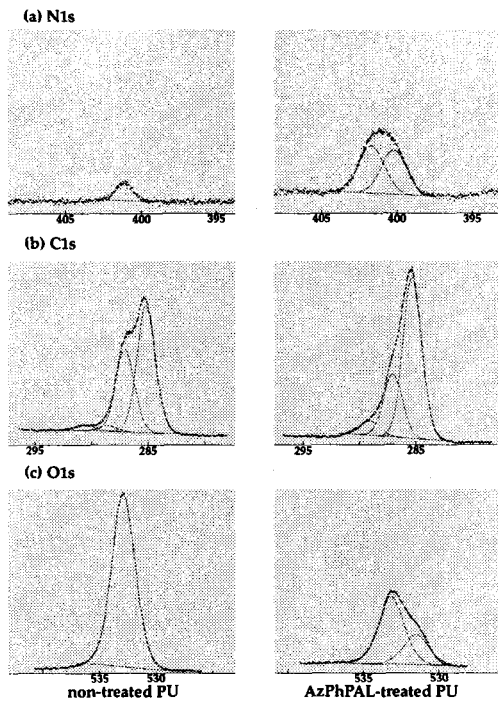 (a) N1s
405 400 395 405 400 395
(b) C1s
295 285 295 285
(c) O1s
535 530 535 530
non-treated PU AzPhPAL-treated PU